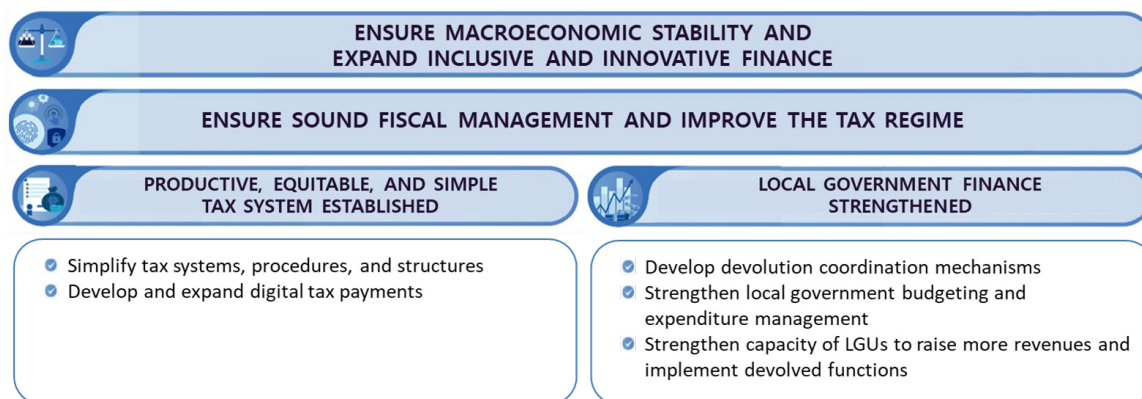 ENSURE MACROECONOMIC STABILITY AND
EXPAND INCLUSIVE AND INNOVATIVE FINANCE
ENSURE SOUND FISCAL MANAGEMENT AND IMPROVE THE TAX REGIME
PRODUCTIVE, EQUITABLE, AND SIMPLE
TAX SYSTEM ESTABLISHED
Simplify tax systems, procedures, and structures
Develop and expand digital tax payments
LOCAL GOVERNMENT FINANCE
STRENGTHENED
Develop devolution coordination mechanisms
Strengthen local government budgeting and
expenditure management
Strengthen capacity of LGUs to raise more revenues and
implement devolved functions